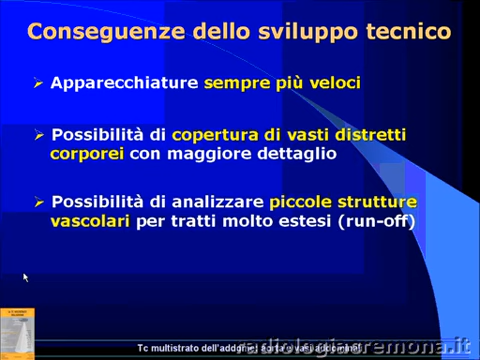 Conseguenze dello sviluppo tecnico
Apparecchiature sempre più veloci
Possibilità di copertura di vasti distretti
corporei con maggiore dettaglio
Possibilità di analizzare piccole strutture
vascolari per tratti molto estesi (run-off)
Tc multistrato dell'addome: aorta e vasi addominali
radiologiacremona.it